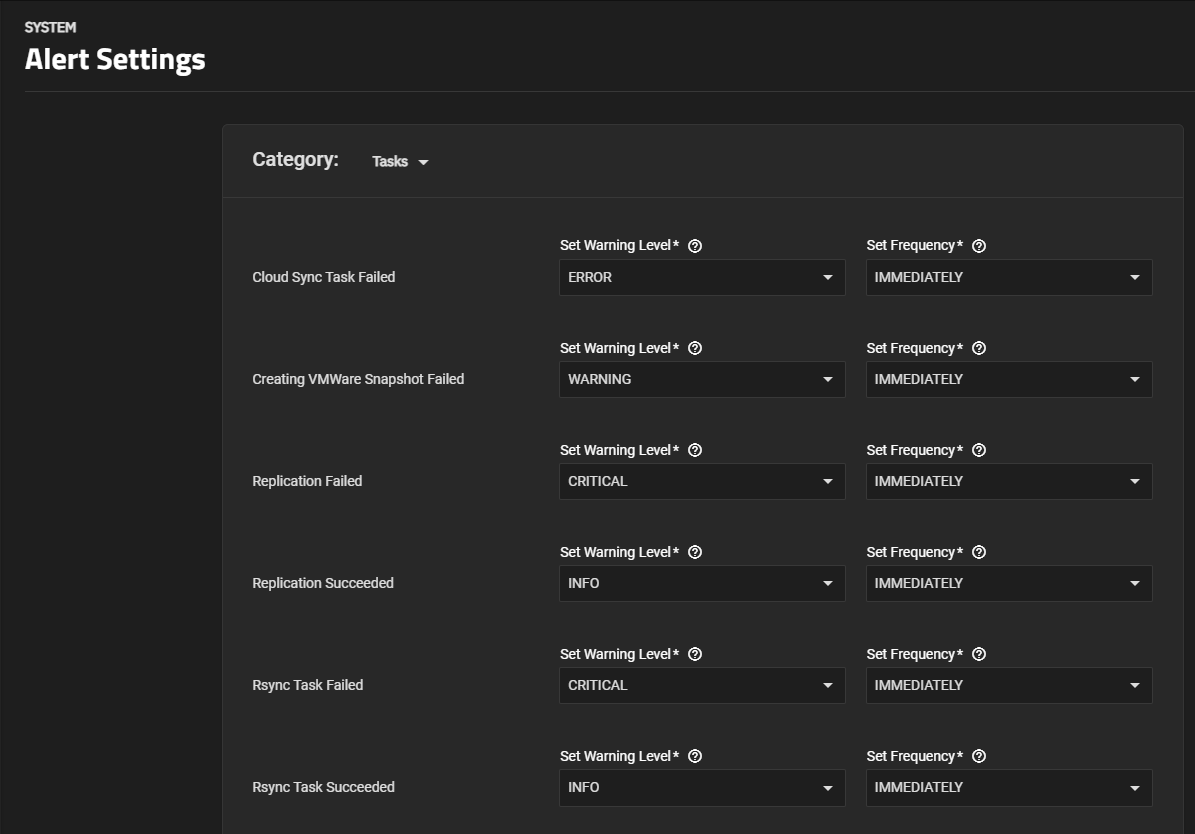 SYSTEM
Alert Settings
Category: Tasks
Set Warning Level* Set Frequency*
Cloud Sync Task Failed ERROR IMMEDIATELY
Set Warning Level* Set Frequency*
Creating VMWare Snapshot Failed WARNING IMMEDIATELY
Set Warning Level* Set Frequency*
Replication Failed CRITICAL IMMEDIATELY
Set Warning Level* Set Frequency*
Replication Succeeded INFO IMMEDIATELY
Set Warning Level* Set Frequency*
Rsync Task Failed CRITICAL IMMEDIATELY
Set Warning Level* Set Frequency*
Rsync Task Succeeded INFO IMMEDIATELY